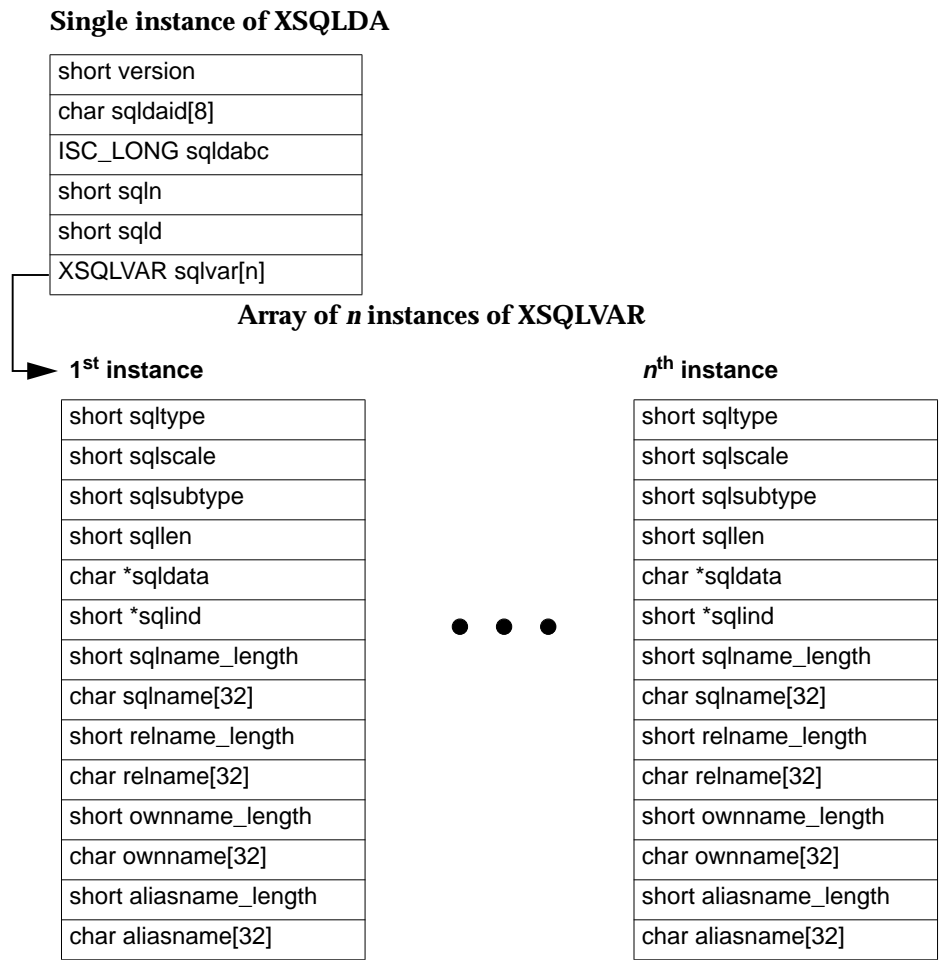 Single instance of XSQLDA
short version
char sqldaid[8]
ISC_LONG sqldabc
short sqln
short sqld
XSQLVAR sqlvar[n]
Array of n instances of XSQLVAR
1st instance
short sqltype
short sqlscale
short sqlsubtype
short sqllen
char *sqldata
short *sqlind
short sqlname_length
char sqlname[32]
short relname_length
char relname[32]
short ownname_length
char ownname[32]
short aliasname_length
char aliasname[32]
nth instance
short sqltype
short sqlscale
short sqlsubtype
short sqllen
char *sqldata
short *sqlind
short sqlname_length
char sqlname[32]
short relname_length
char relname[32]
short ownname_length
char ownname[32]
short aliasname_length
char aliasname[32]